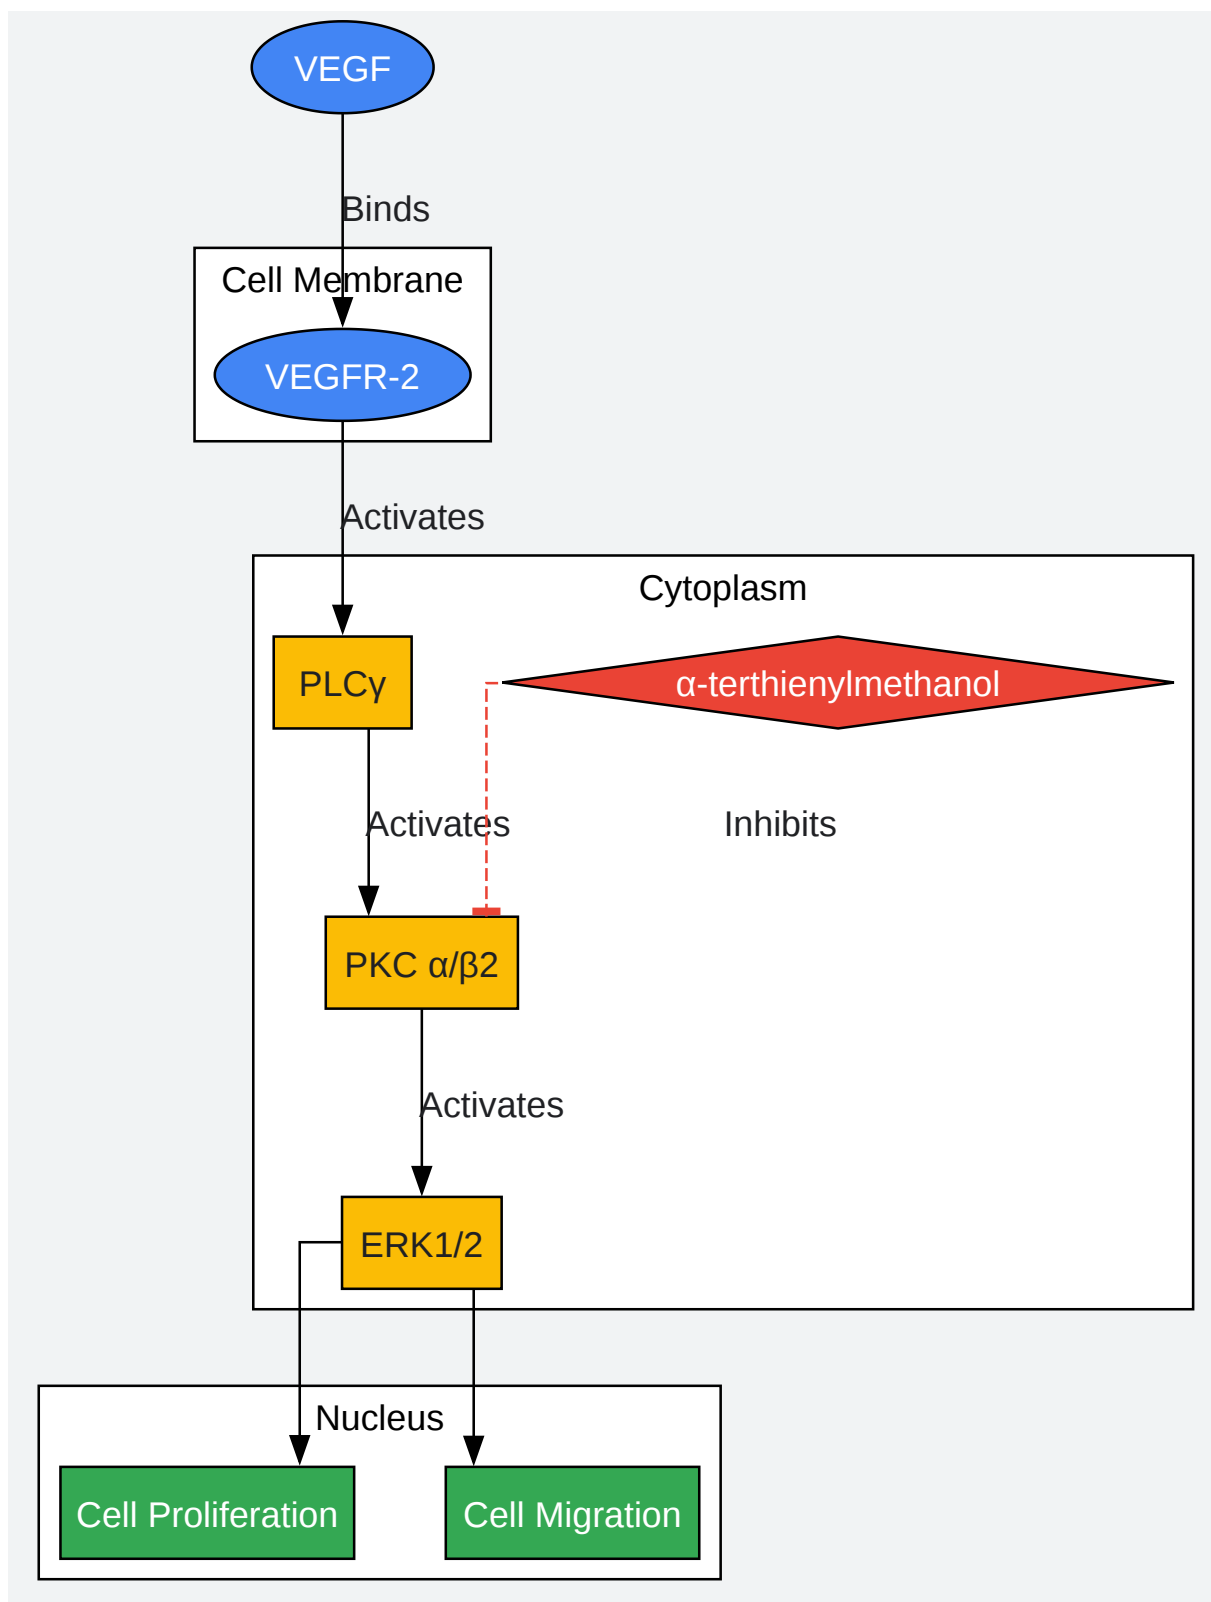 VEGF
Binds
Cell Membrane
VEGFR-2
Activates
Cytoplasm
PLCγ
α-terthienylmethanol
Activates
Inhibits
PKC α/β2
Activates
ERK1/2
Nucleus
Cell Proliferation
Cell Migration